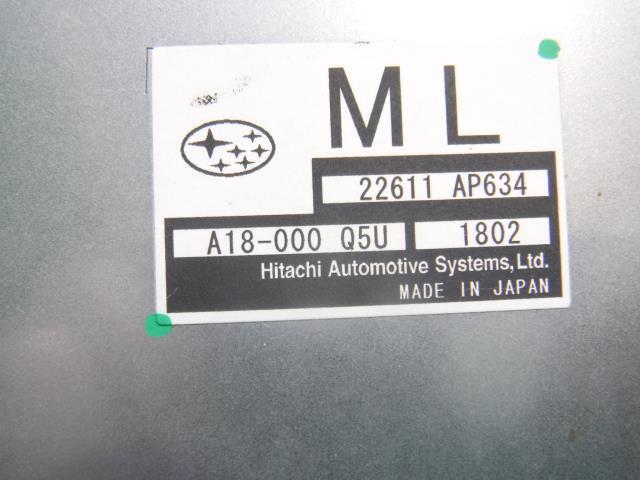 ML
22611 AP634
A18-000 Q5U 1802
Hitachi Automotive Systems, Ltd.
MADE IN JAPAN